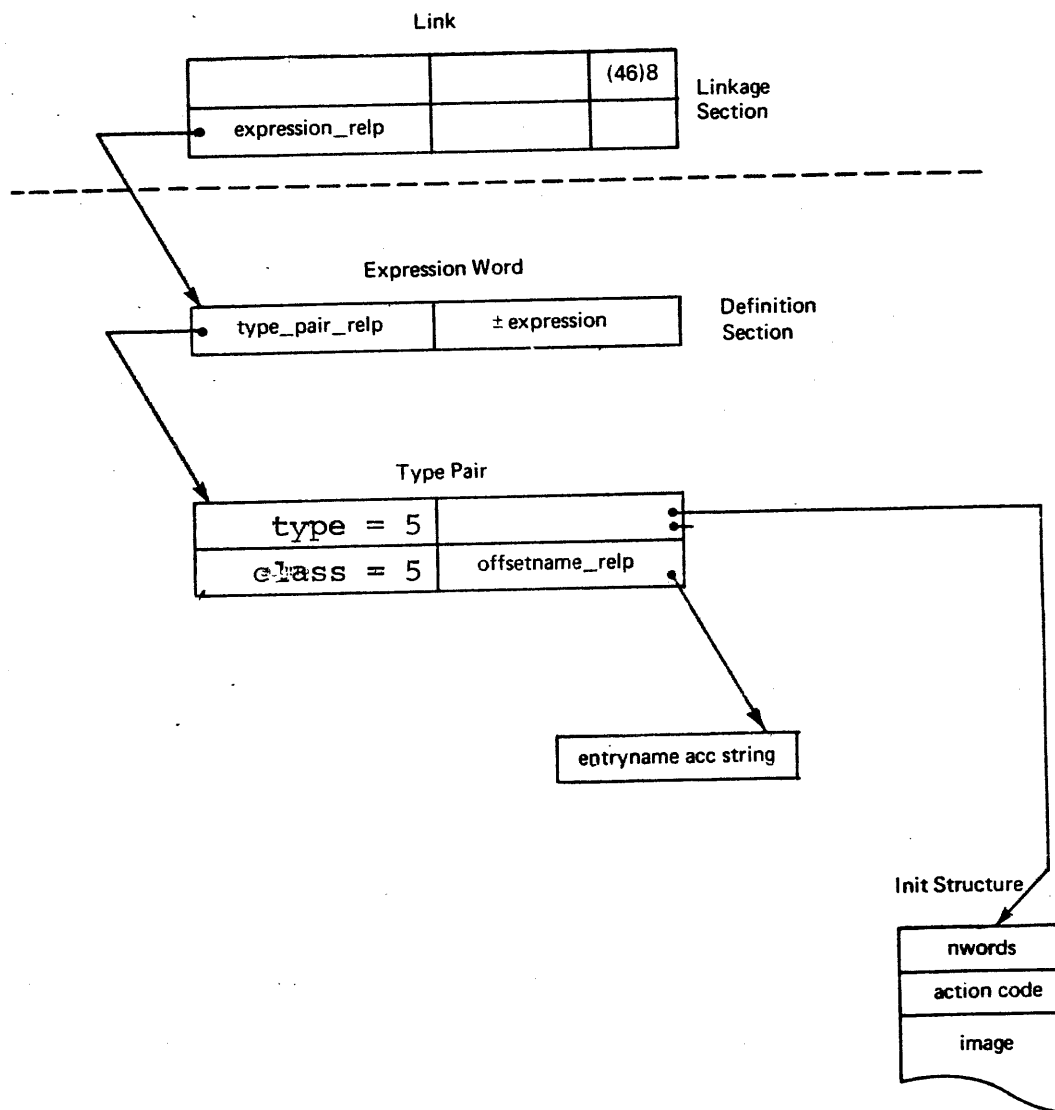 Link
(46)8
Linkage
Section
expression_relp
Expression Word
type_pair_relp
± expression
Definition
Section
Type Pair
type = 5
class = 5
offsetname_relp
entryname acc string
Init Structure
nwords
action code
image